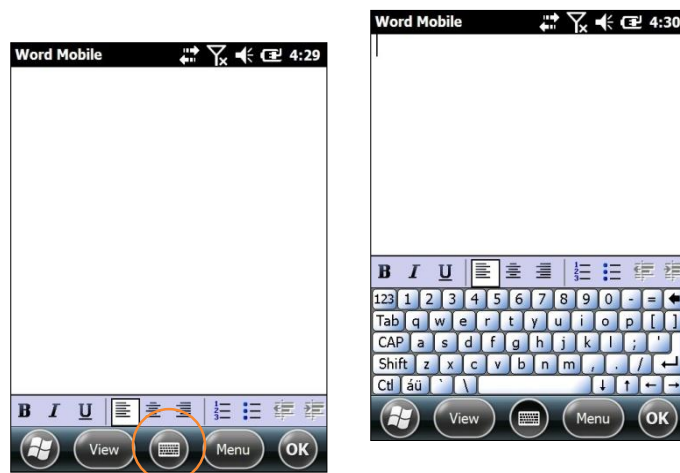 Word Mobile 4:29
B I U
View Menu OK
Word Mobile 4:30
B I U
123 1 2 3 4 5 6 7 8 9 0 - =
Tab q w e r t y u i o p [ ]
CAP a s d f g h j k l ; '
Shift z x c v b n m , . /
Ctl áü ` \
View Menu OK